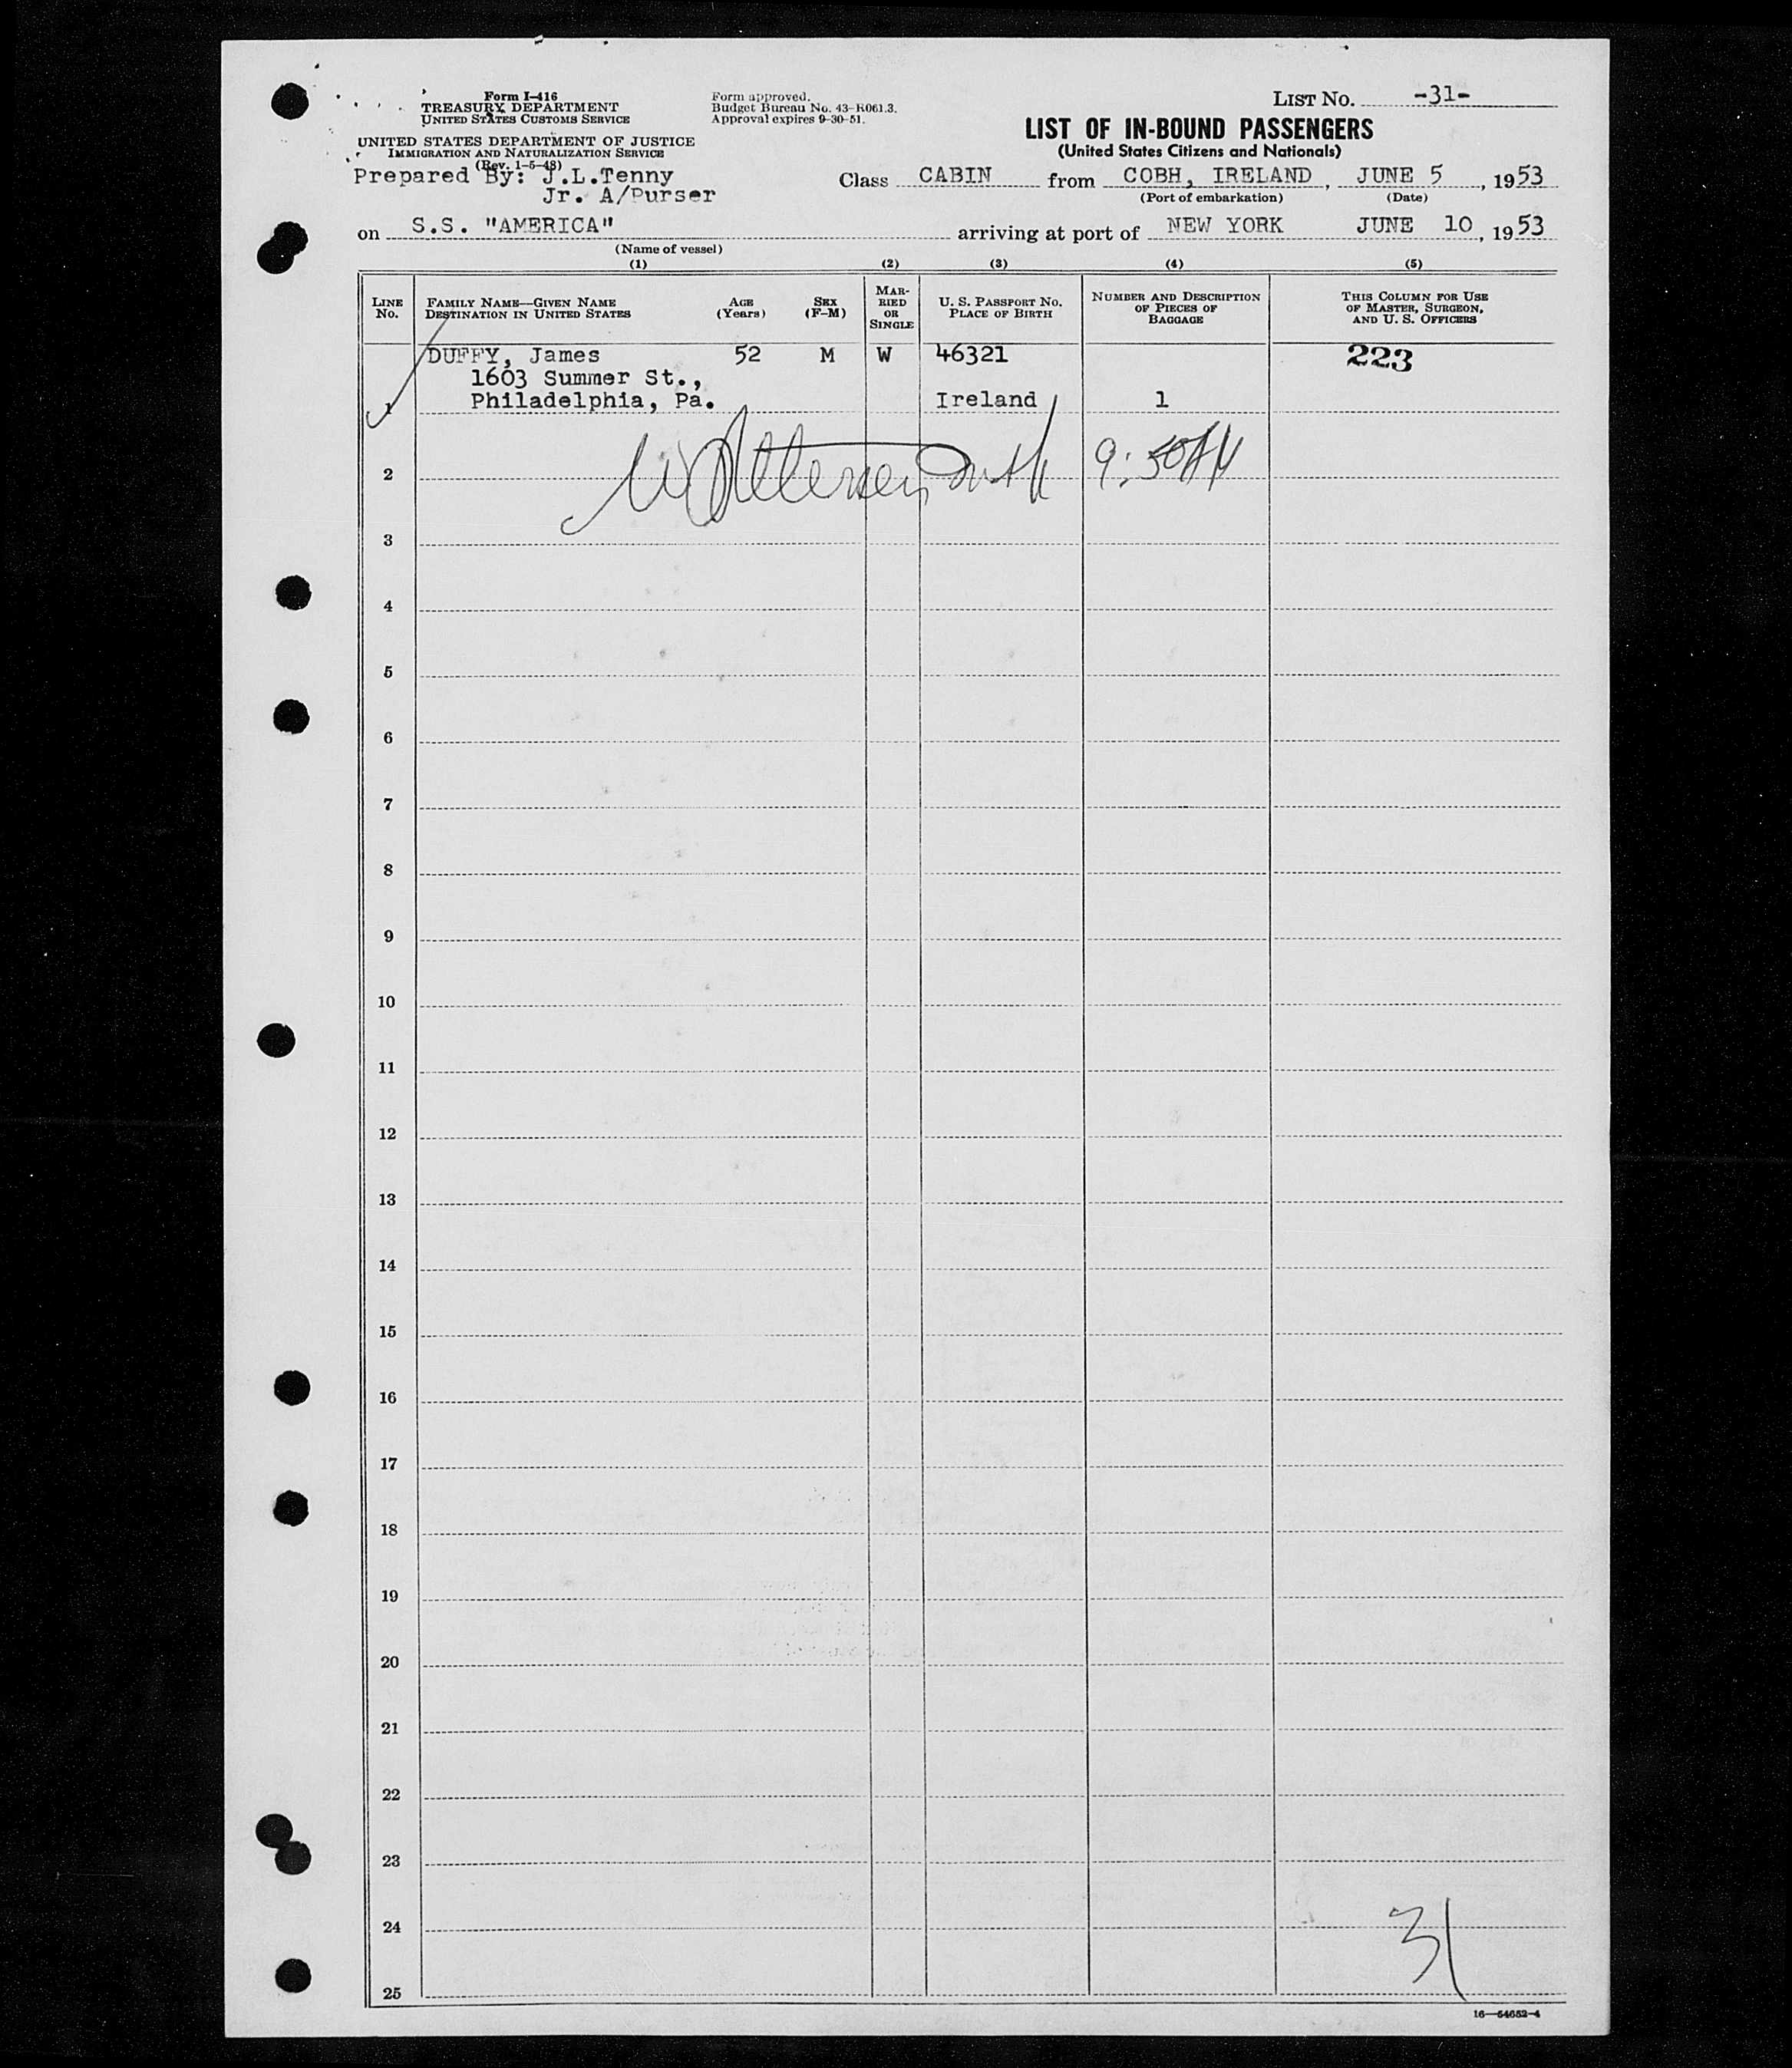 Form I-416
TREASURY DEPARTMENT
UNITED STATES CUSTOMS SERVICE
UNITED STATES DEPARTMENT OF JUSTICE
IMMIGRATION AND NATURALIZATION SERVICE
(Rev. 1-5-48)
Form approved.
Budget Bureau No. 43-R061.3.
Approval expires 9-30-51.
LIST NO. -31-
LIST OF IN-BOUND PASSENGERS
(United States Citizens and Nationals)
Prepared By: J.L.Tenny
Jr. A/Purser
Class CABIN from COBH, IRELAND, JUNE 5, 1953
(Port of embarkation) (Date)
on S.S. "AMERICA" arriving at port of NEW YORK JUNE 10, 1953
(Name of vessel)
(1) (2) (3) (4) (5)
LINE No.
FAMILY NAME—GIVEN NAME
DESTINATION IN UNITED STATES
AGE
(Years)
SEX
(F-M)
MAR-
RIED
OR
SINGLE
U. S. PASSPORT NO.
PLACE OF BIRTH
NUMBER AND DESCRIPTION
OF PIECES OF
BAGGAGE
THIS COLUMN FOR USE
OF MASTER, SURGEON,
AND U. S. OFFICERS
DUFFY, James 52 M W 46321 223
1603 Summer St.,
1 Philadelphia, Pa. Ireland 1
2 9:50AM
3
4
5
6
7
8
9
10
11
12
13
14
15
16
17
18
19
20
21
22
23
24 31
25
16—54652-4